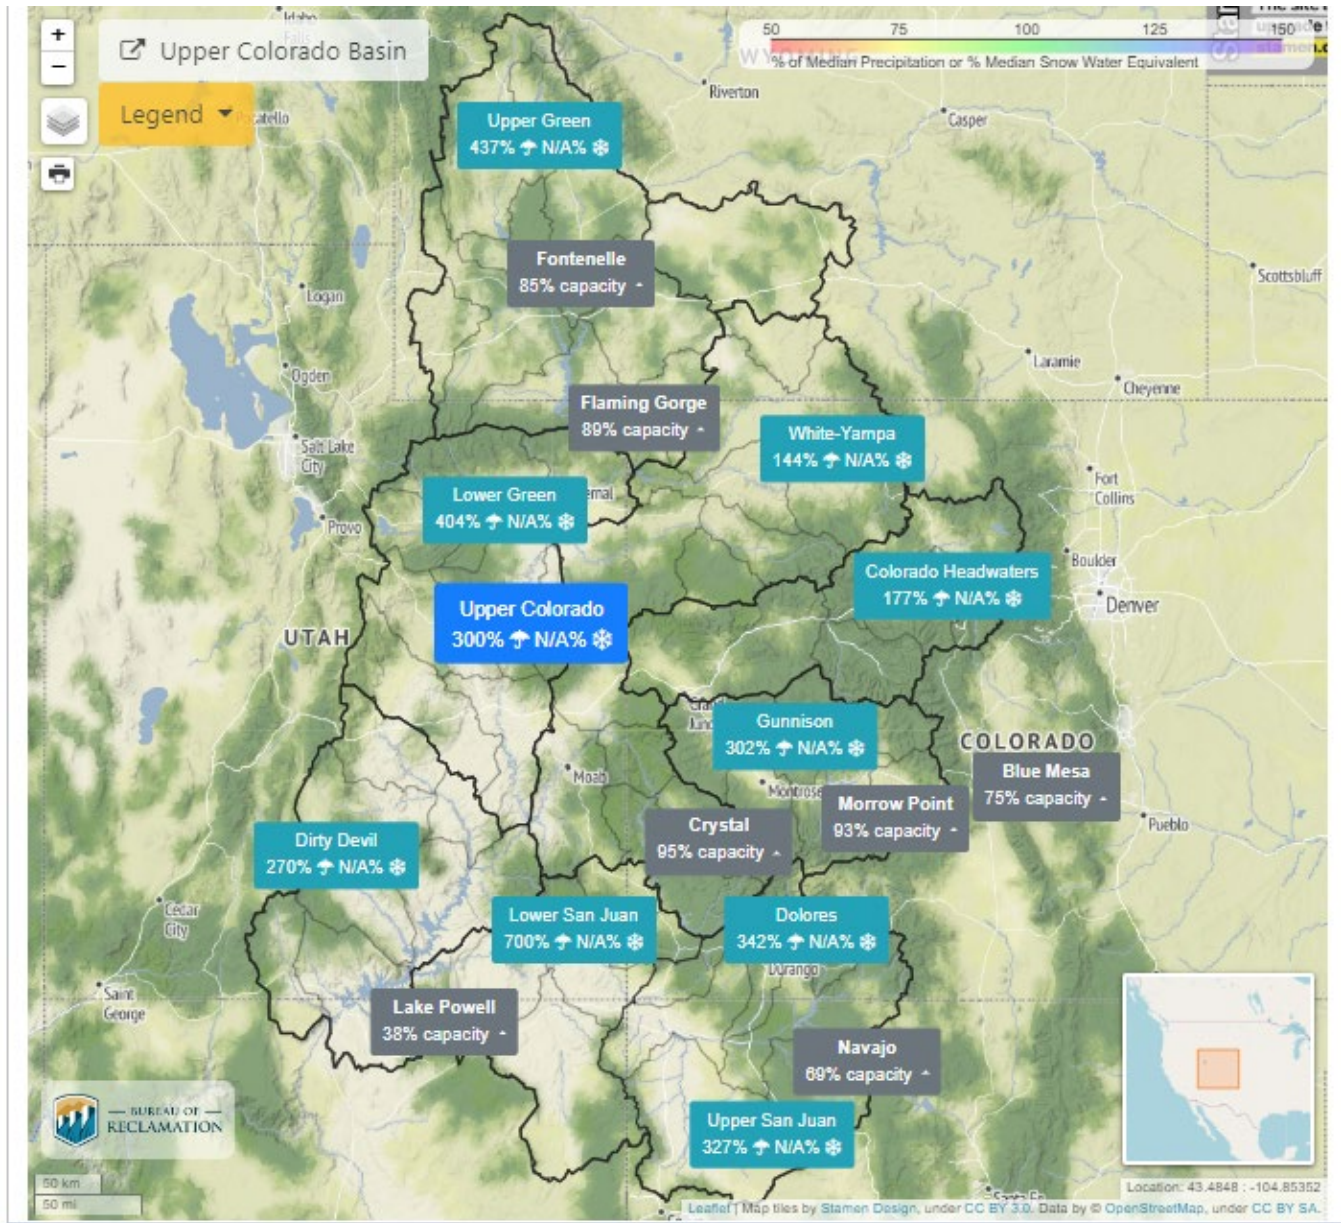 +
−
Upper Colorado Basin
Legend
50 75 100 125 150
% of Median Precipitation or % Median Snow Water Equivalent
Idaho
Falls
WYOMING
Riverton
Casper
Upper Green
437% N/A%
Fontenelle
85% capacity
Scottsbluff
Logan
Laramie
Ogden
Cheyenne
Flaming Gorge
89% capacity
White-Yampa
144% N/A%
Salt Lake
City
Fort
Collins
Lower Green
404% N/A%
Provo
Boulder
Colorado Headwaters
177% N/A%
Denver
Upper Colorado
300% N/A%
UTAH
Gunnison
302% N/A%
COLORADO
Blue Mesa
75% capacity
Moab
Montrose
Morrow Point
93% capacity
Crystal
95% capacity
Pueblo
Dirty Devil
270% N/A%
Cedar
City
Lower San Juan
700% N/A%
Dolores
342% N/A%
Durango
Saint
George
Lake Powell
38% capacity
Navajo
69% capacity
Upper San Juan
327% N/A%
BUREAU OF
RECLAMATION
50 km
50 mi
Location: 43.4848 : -104.85352
Santa Fe
Leaflet | Map tiles by Stamen Design, under CC BY 3.0. Data by © OpenStreetMap, under CC BY SA.